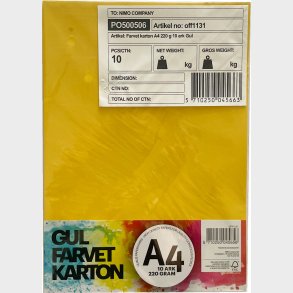 TO: NIMO COMPANY
PO500506 Artikel no: off1131
Artikel: Farvet karton A4 220 g 10 ark Gul
PCS/CTN: NET WEIGHT: GROS WEIGHT:
10 kg kg
DIMENSION:
CTN NO:
TOTAL NO OF CTN:
5710250045663
GUL
FARVET
KARTON
A4
10 ARK
220 GRAM